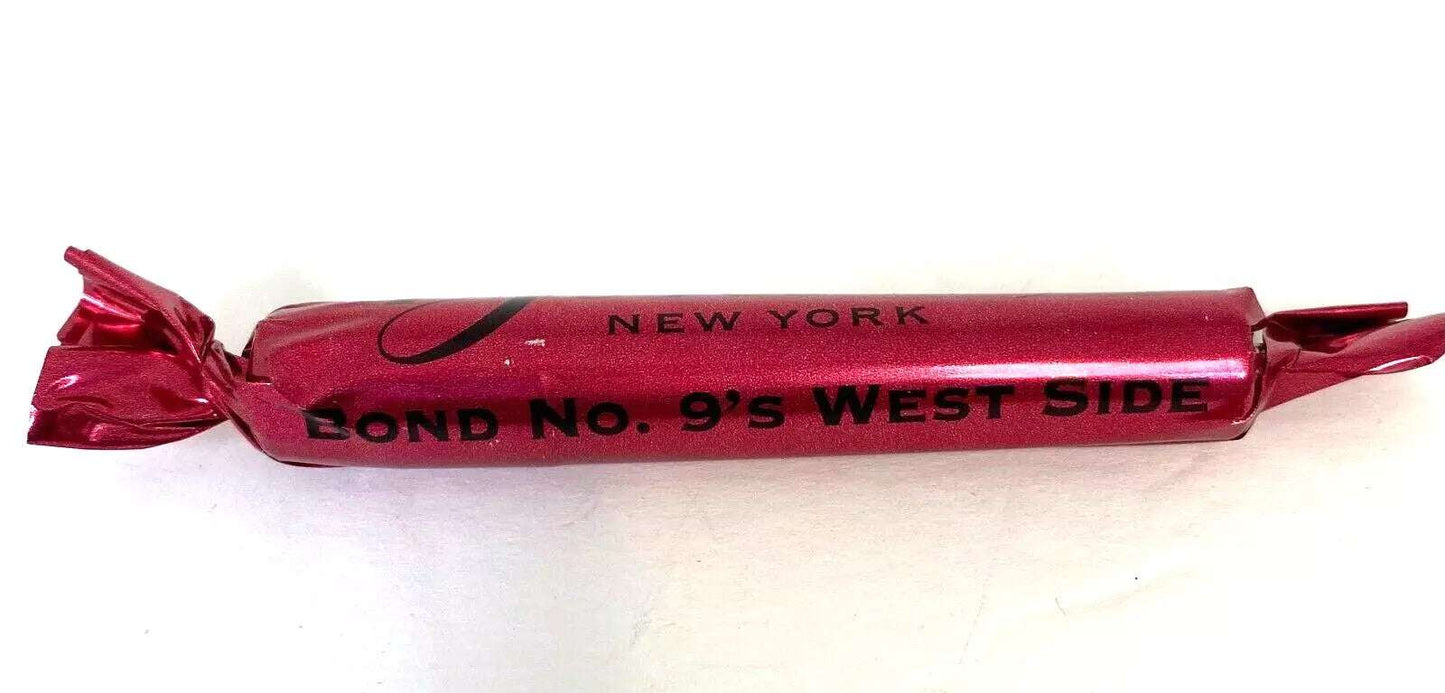 NEW YORK
BOND NO. 9'S WEST SIDE